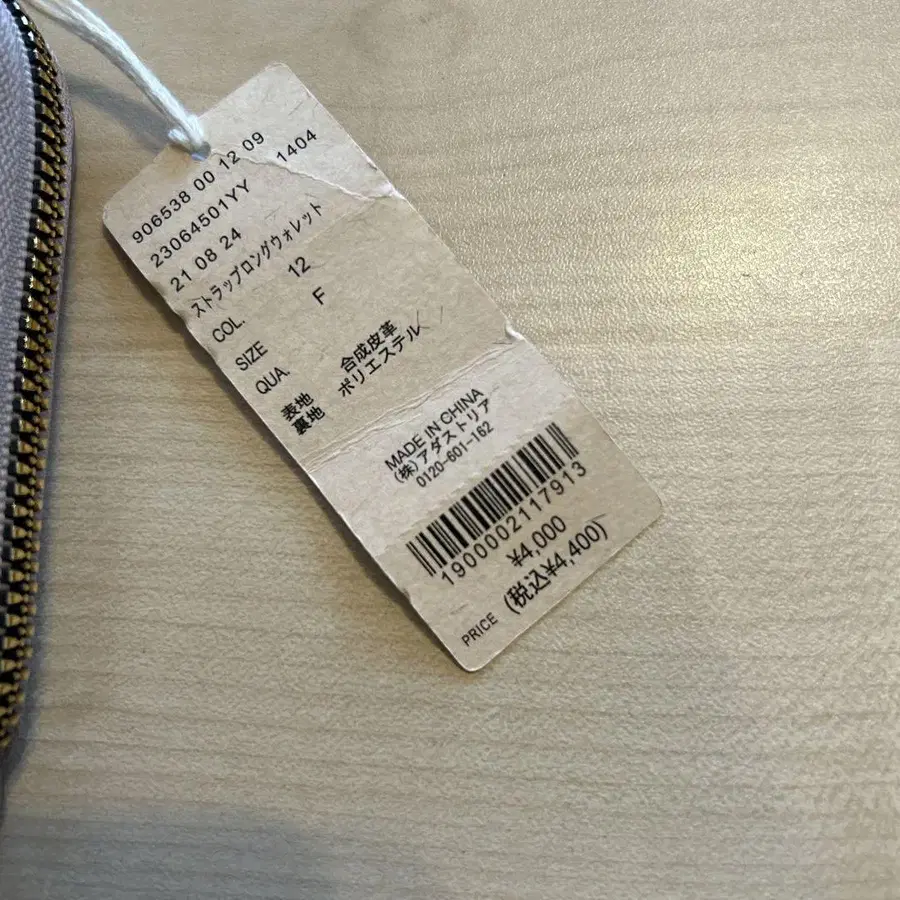 906538 00 12 09
23064501YY 1404
21 08 24
ストラップロングウォレット
COL. 12
SIZE F
QUA.
表地 合成皮革
裏地 ポリエステル
MADE IN CHINA
(株)アダストリア
0120-601-162
1900002117913
¥4,000
PRICE (税込¥4,400)